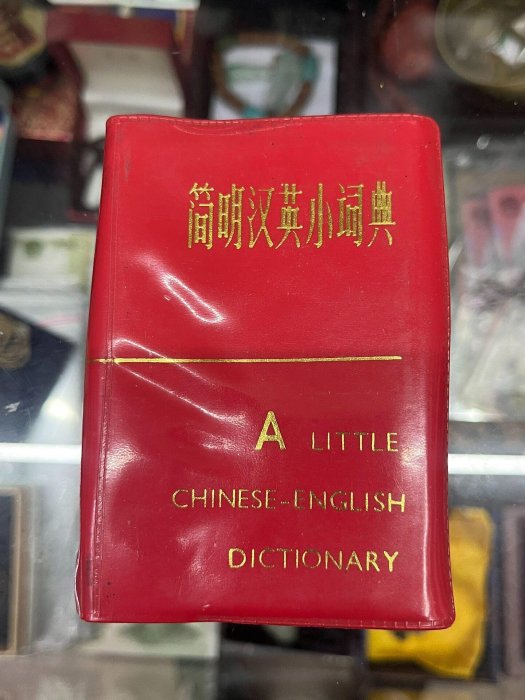 简明汉英小词典
A LITTLE
CHINESE-ENGLISH
DICTIONARY